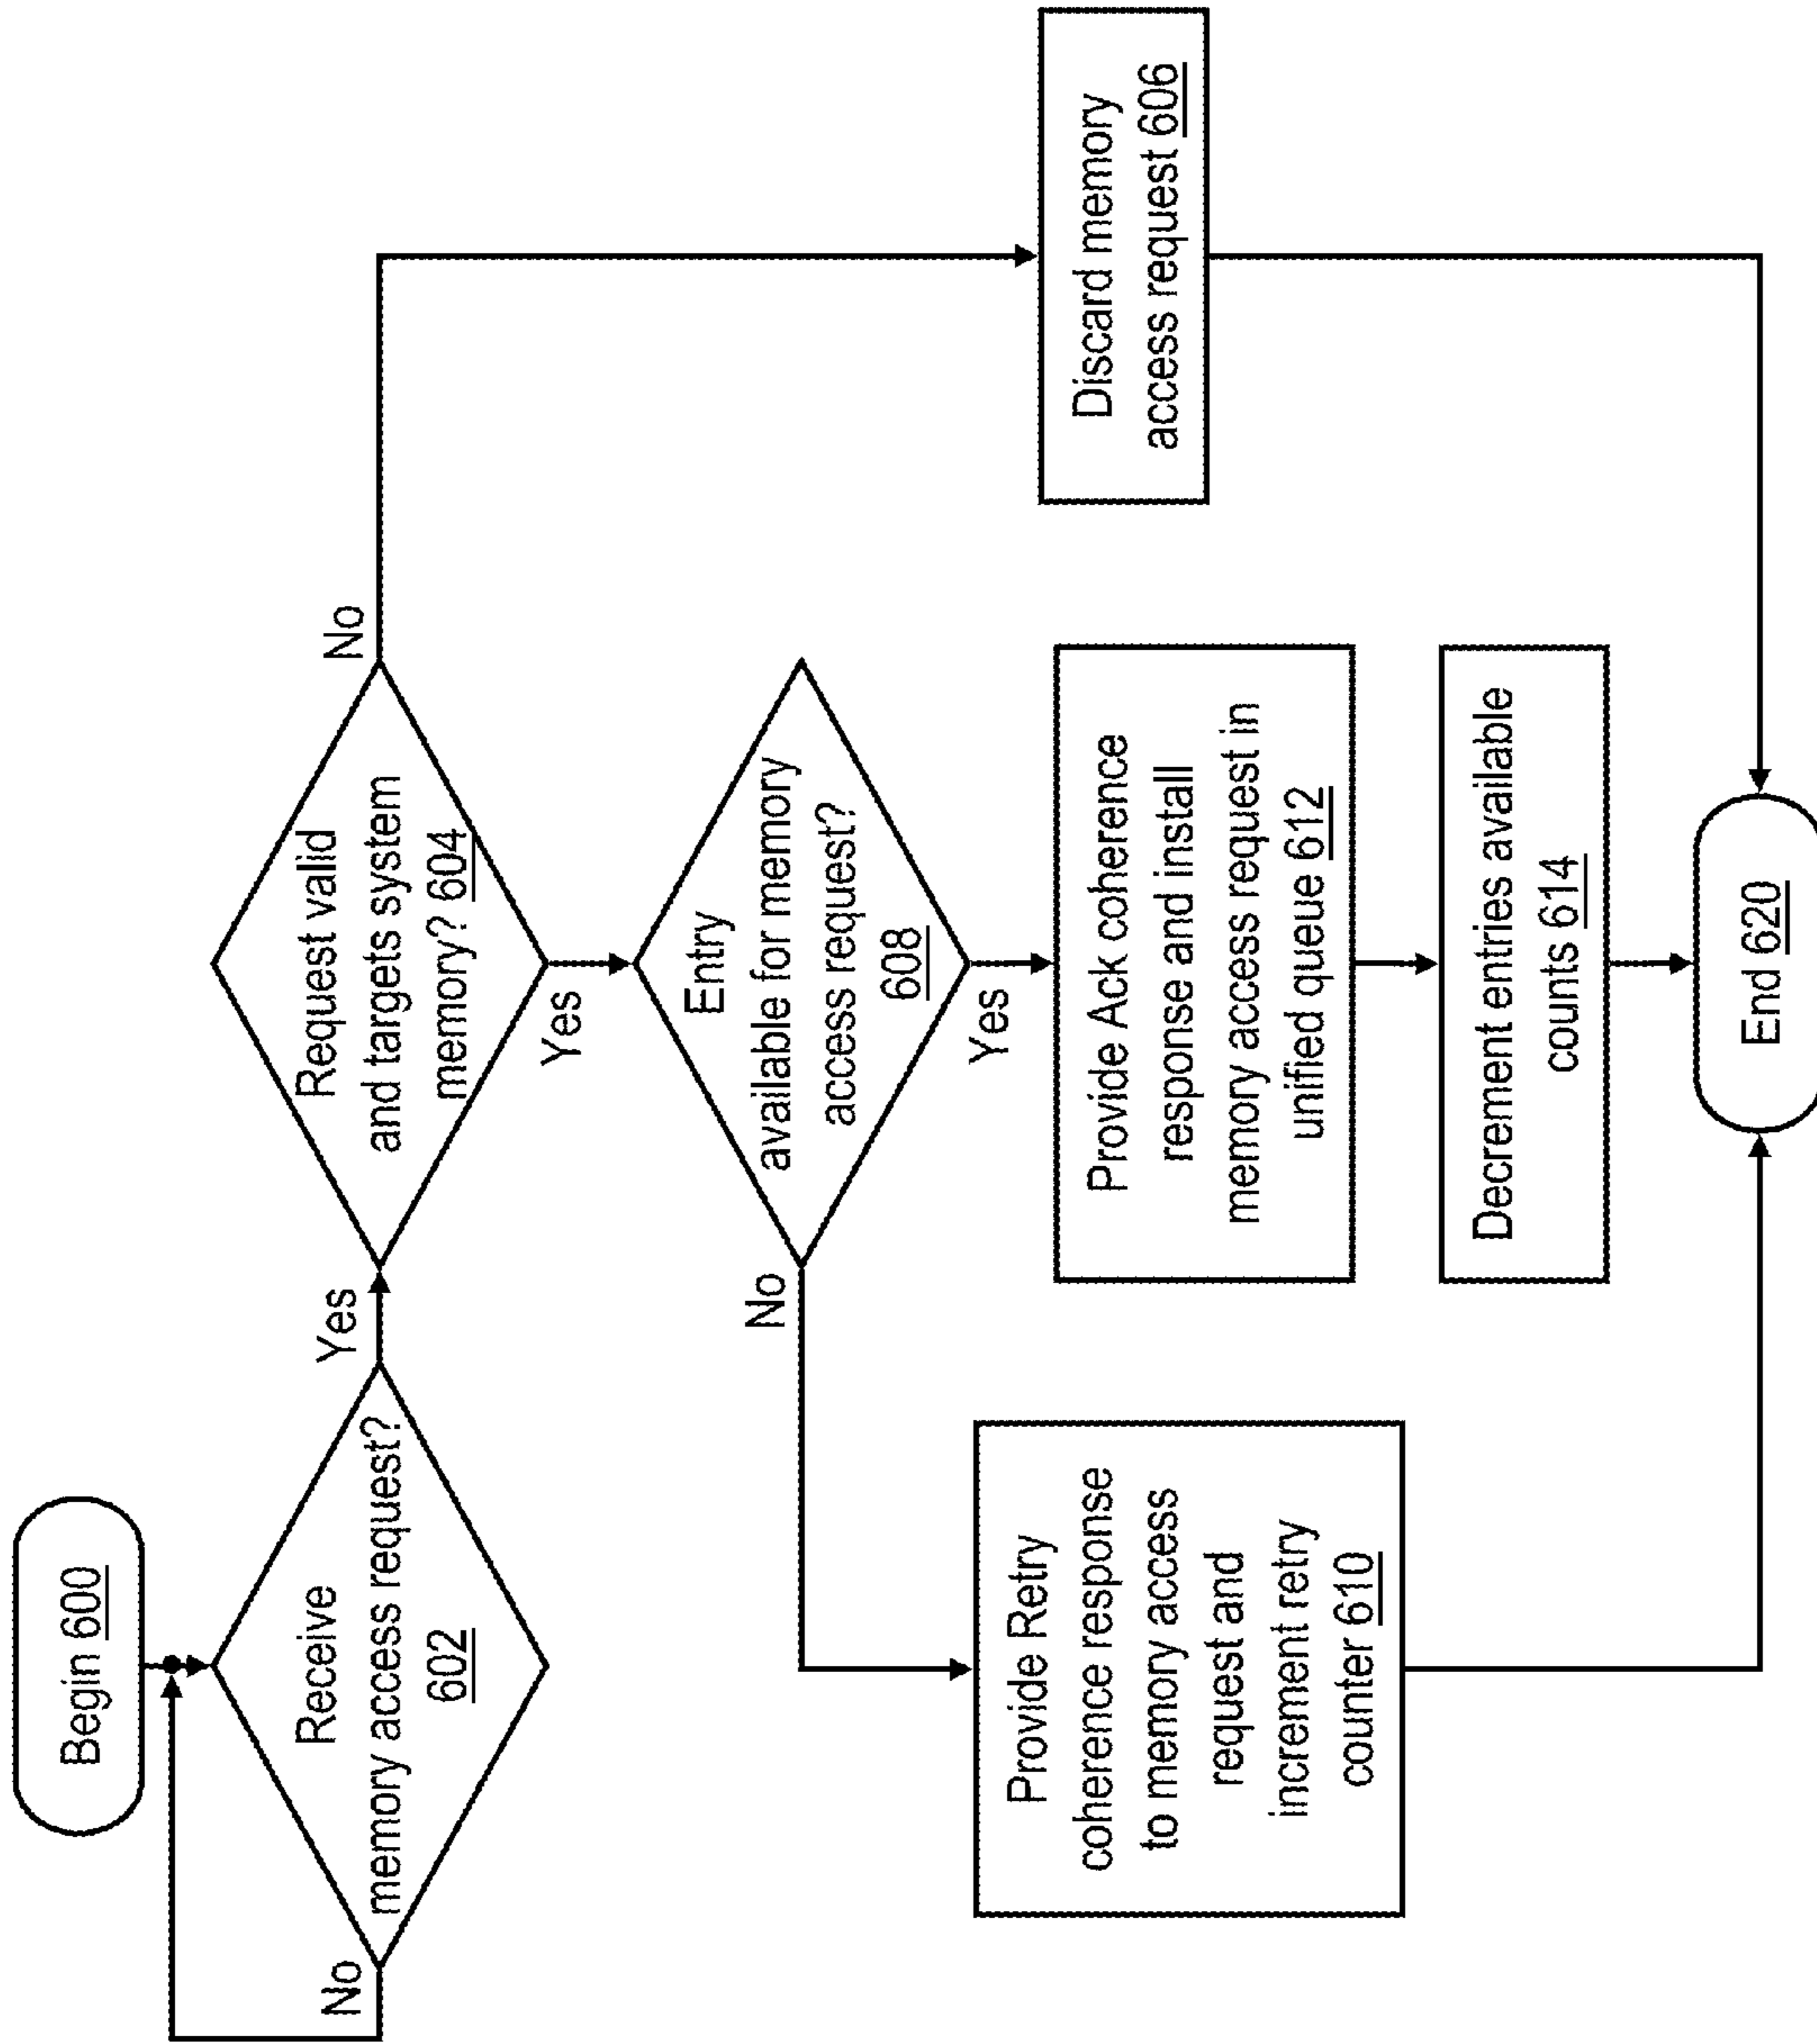 Begin 600
Receive
memory access request?
602
No
Yes
Request valid
and targets system
memory? 604
No
Yes
Discard memory
access request 606
Entry
available for memory
access request?
608
No
Yes
Provide Retry
coherence response
to memory access
request and
increment retry
counter 610
Provide Ack coherence
response and install
memory access request in
unified queue 612
Decrement entries available
counts 614
End 620